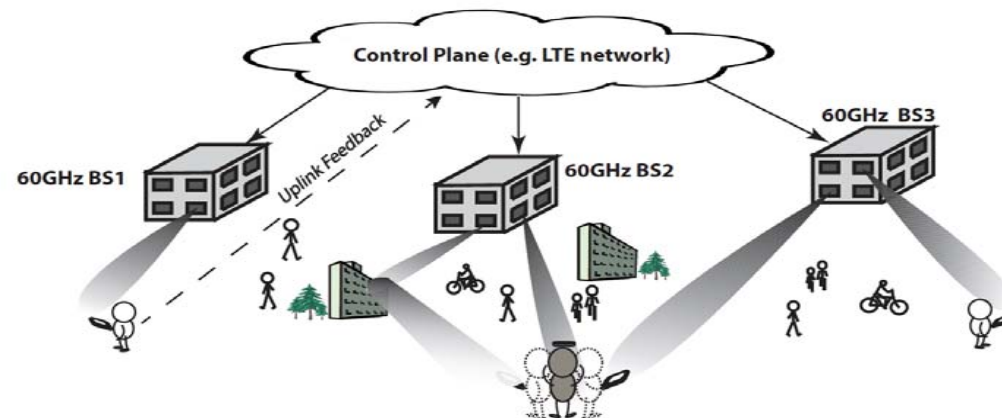 Control Plane (e.g. LTE network)
60GHz BS3
60GHz BS1
Uplink Feedback
60GHz BS2